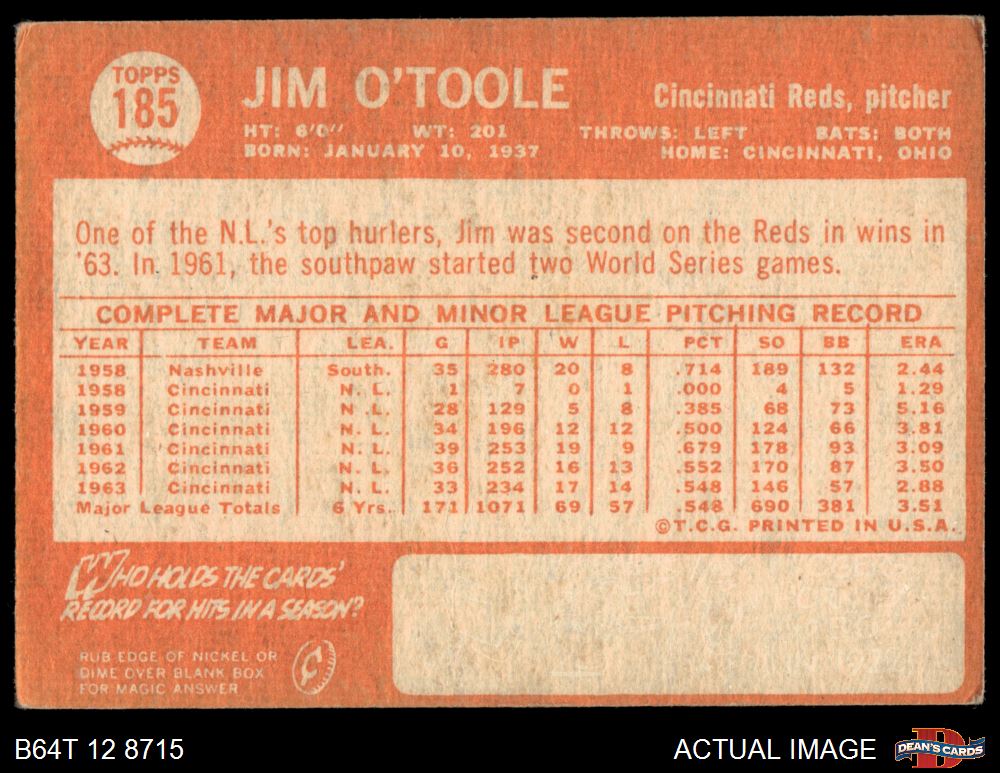 TOPPS
185
JIM O'TOOLE
Cincinnati Reds, pitcher
HT: 6'0" WT: 201 THROWS: LEFT BATS: BOTH
BORN: JANUARY 10, 1937 HOME: CINCINNATI, OHIO
One of the N.L.'s top hurlers, Jim was second on the Reds in wins in
'63. In 1961, the southpaw started two World Series games.
COMPLETE MAJOR AND MINOR LEAGUE PITCHING RECORD
YEAR TEAM LEA. G IP W L PCT SO BB ERA
1958 Nashville South. 35 280 20 8 .714 189 132 2.44
1958 Cincinnati N. L. 1 7 0 1 .000 4 5 1.29
1959 Cincinnati N. L. 28 129 5 8 .385 68 73 5.16
1960 Cincinnati N. L. 34 196 12 12 .500 124 66 3.81
1961 Cincinnati N. L. 39 253 19 9 .679 178 93 3.09
1962 Cincinnati N. L. 36 252 16 13 .552 170 87 3.50
1963 Cincinnati N. L. 33 234 17 14 .548 146 57 2.88
Major League Totals 6 Yrs. 171 1071 69 57 .548 690 381 3.51
©T.C.G. PRINTED IN U.S.A.
WHO HOLDS THE CARDS'
RECORD FOR HITS IN A SEASON?
RUB EDGE OF NICKEL OR
DIME OVER BLANK BOX
FOR MAGIC ANSWER
B64T 12 8715
ACTUAL IMAGE
DEAN'S CARDS